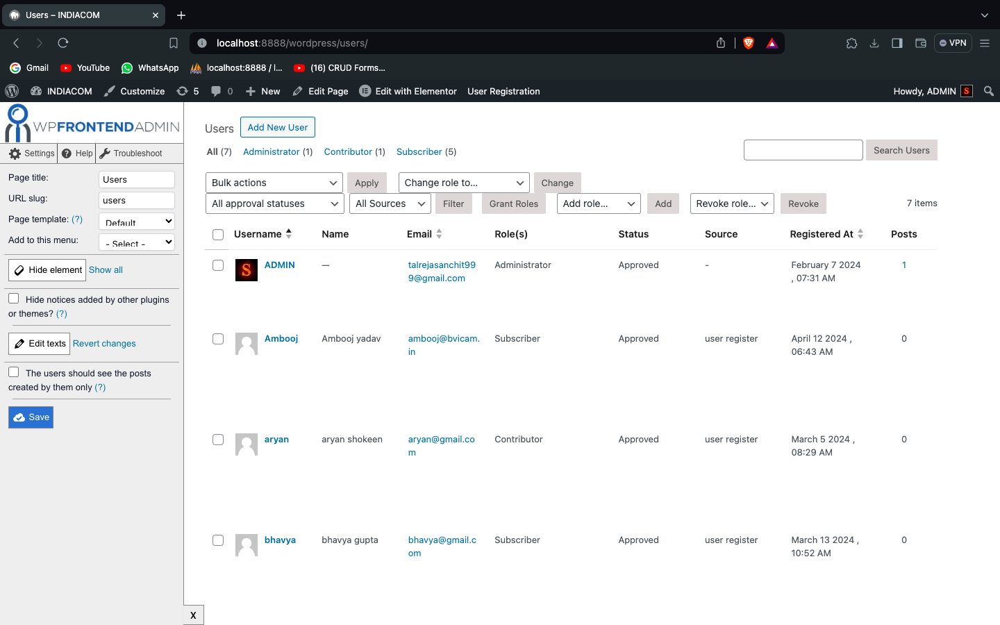 Users – INDIACOM
localhost:8888/wordpress/users/
VPN
Gmail YouTube WhatsApp localhost:8888 / l... (16) CRUD Forms...
INDIACOM Customize 5 0 New Edit Page Edit with Elementor User Registration Howdy, ADMIN S
WPFRONTENDADMIN
Settings Help Troubleshoot
Page title: Users
URL slug: users
Page template: (?) Default
Add to this menu: - Select -
Hide element Show all
Hide notices added by other plugins
or themes? (?)
Edit texts Revert changes
The users should see the posts
created by them only (?)
Save
X
Users Add New User
All (7) Administrator (1) Contributor (1) Subscriber (5)
Search Users
Bulk actions Apply Change role to... Change
All approval statuses All Sources Filter Grant Roles Add role... Add Revoke role... Revoke 7 items
Username Name Email Role(s) Status Source Registered At Posts
S ADMIN — talrejasanchit99 Administrator Approved - February 7 2024 1
9@gmail.com , 07:31 AM
Ambooj Ambooj yadav ambooj@bvicam. Subscriber Approved user register April 12 2024 , 0
in 06:43 AM
aryan aryan shokeen aryan@gmail.co Contributor Approved user register March 5 2024 , 0
m 08:29 AM
bhavya bhavya gupta bhavya@gmail.c Subscriber Approved user register March 13 2024 , 0
om 10:52 AM